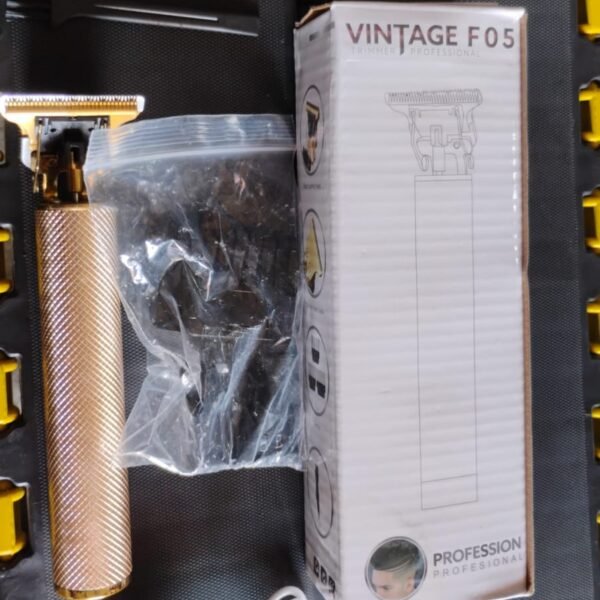 VINTAGE F05
TRIMMER PROFESSIONAL
PROFESSION
PROFESIONAL